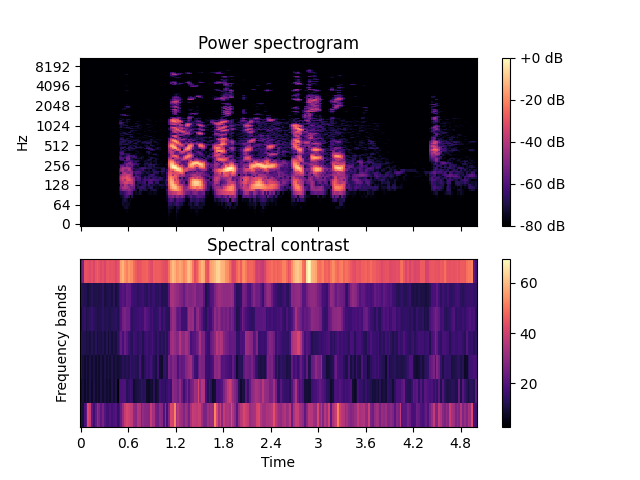 Power spectrogram
8192
4096
2048
1024
512
256
128
64
0
Hz
+0 dB
-20 dB
-40 dB
-60 dB
-80 dB
Spectral contrast
Frequency bands
60
40
20
0 0.6 1.2 1.8 2.4 3 3.6 4.2 4.8
Time